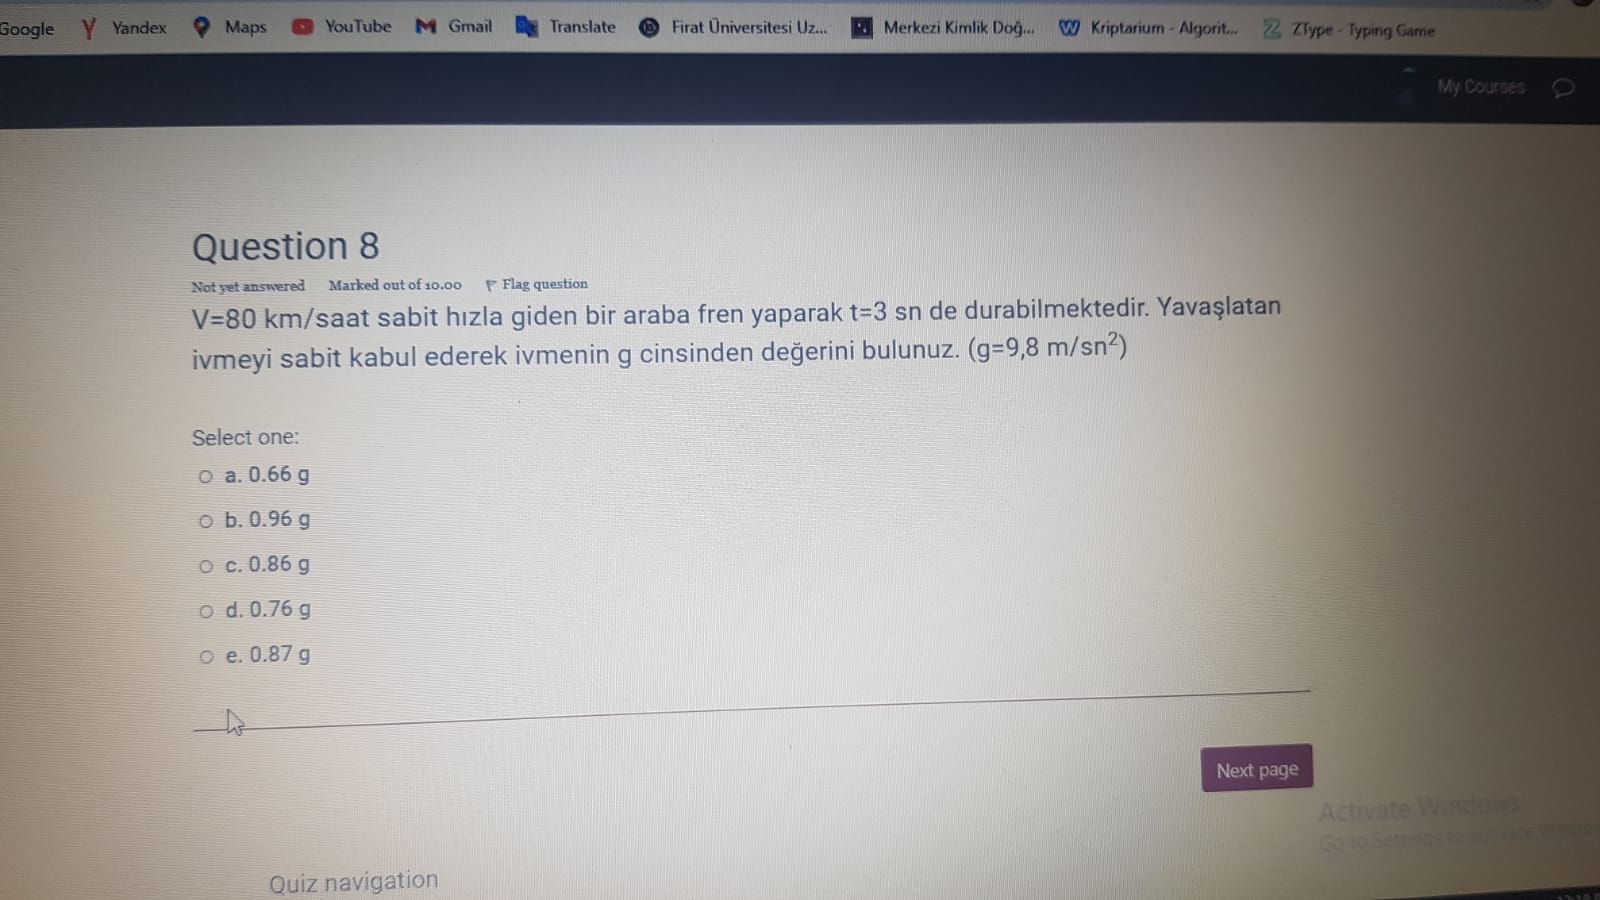 Google Yandex Maps YouTube Gmail Translate Firat Üniversitesi Uz... Merkezi Kimlik Doğ... Kriptarium - Algorit... ZType - Typing Game
My Courses
Question 8
Not yet answered Marked out of 10.00 Flag question
V=80 km/saat sabit hızla giden bir araba fren yaparak t=3 sn de durabilmektedir. Yavaşlatan
ivmeyi sabit kabul ederek ivmenin g cinsinden değerini bulunuz. (g=9,8 m/sn²)
Select one:
a. 0.66 g
b. 0.96 g
c. 0.86 g
d. 0.76 g
e. 0.87 g
Next page
Activate Windows
Go to Settings to activate Windo
Quiz navigation